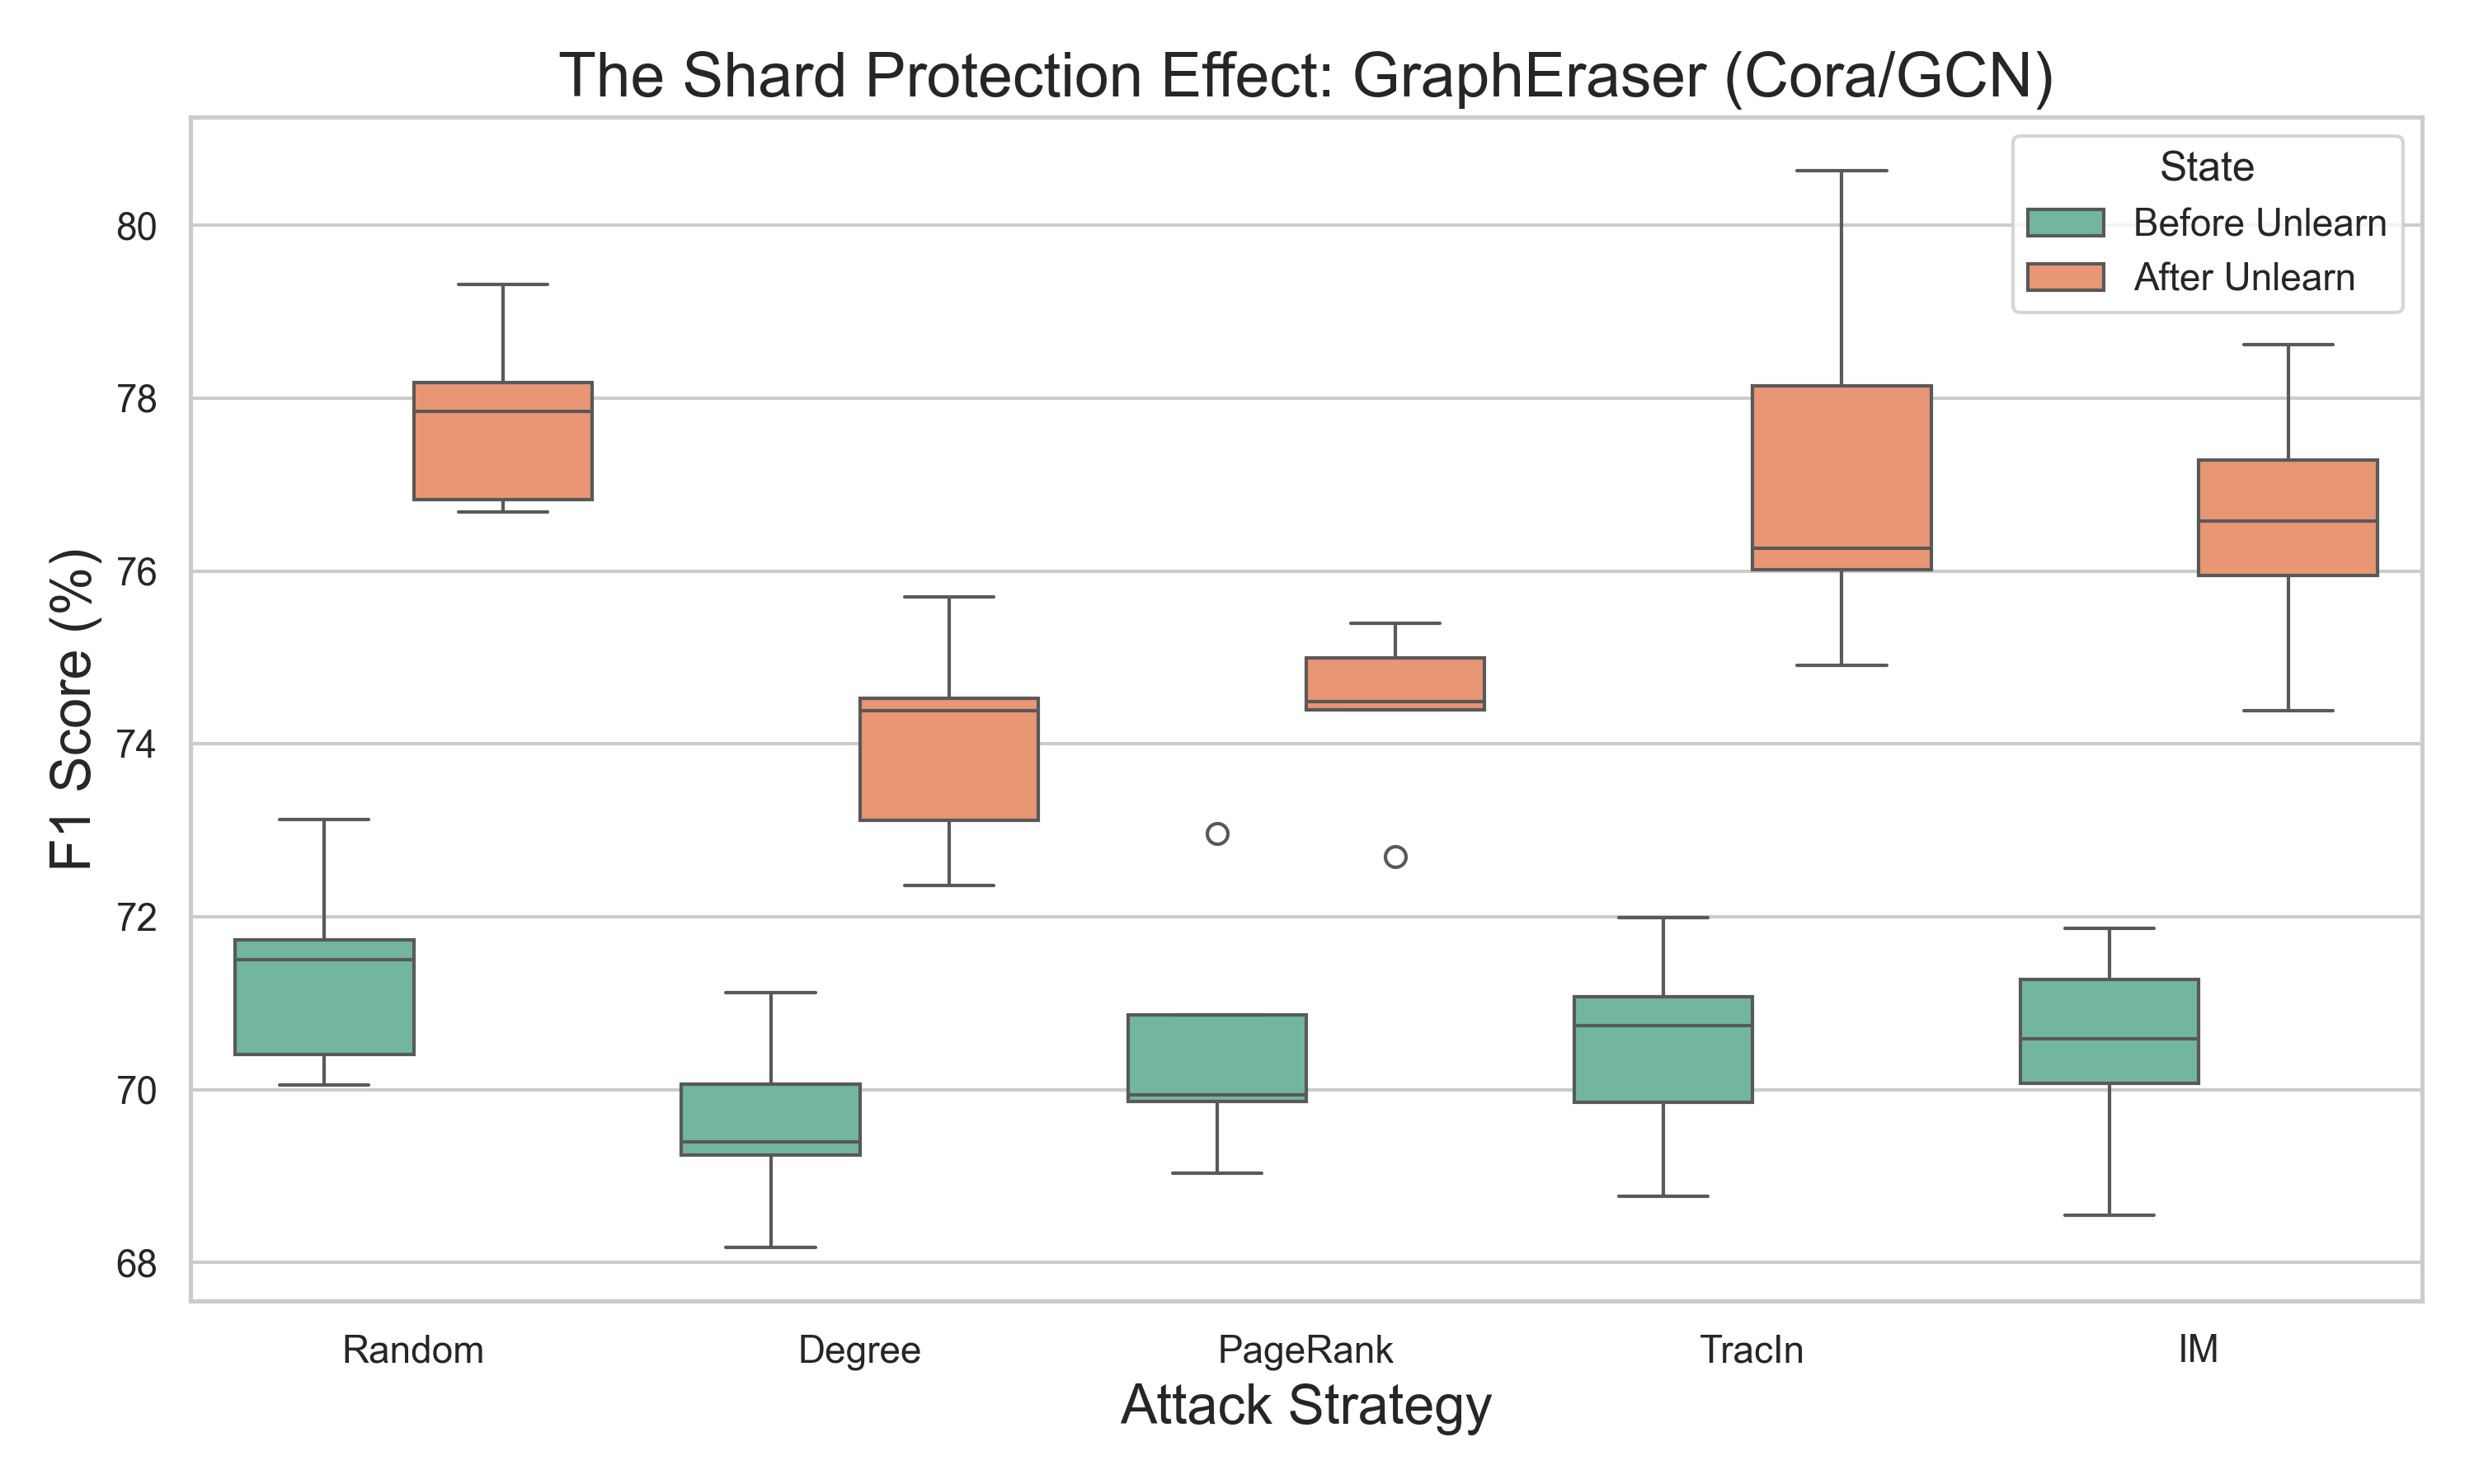 The Shard Protection Effect: GraphEraser (Cora/GCN)
State
Before Unlearn
After Unlearn
F1 Score (%)
80
78
76
74
72
70
68
Random Degree PageRank TracIn IM
Attack Strategy